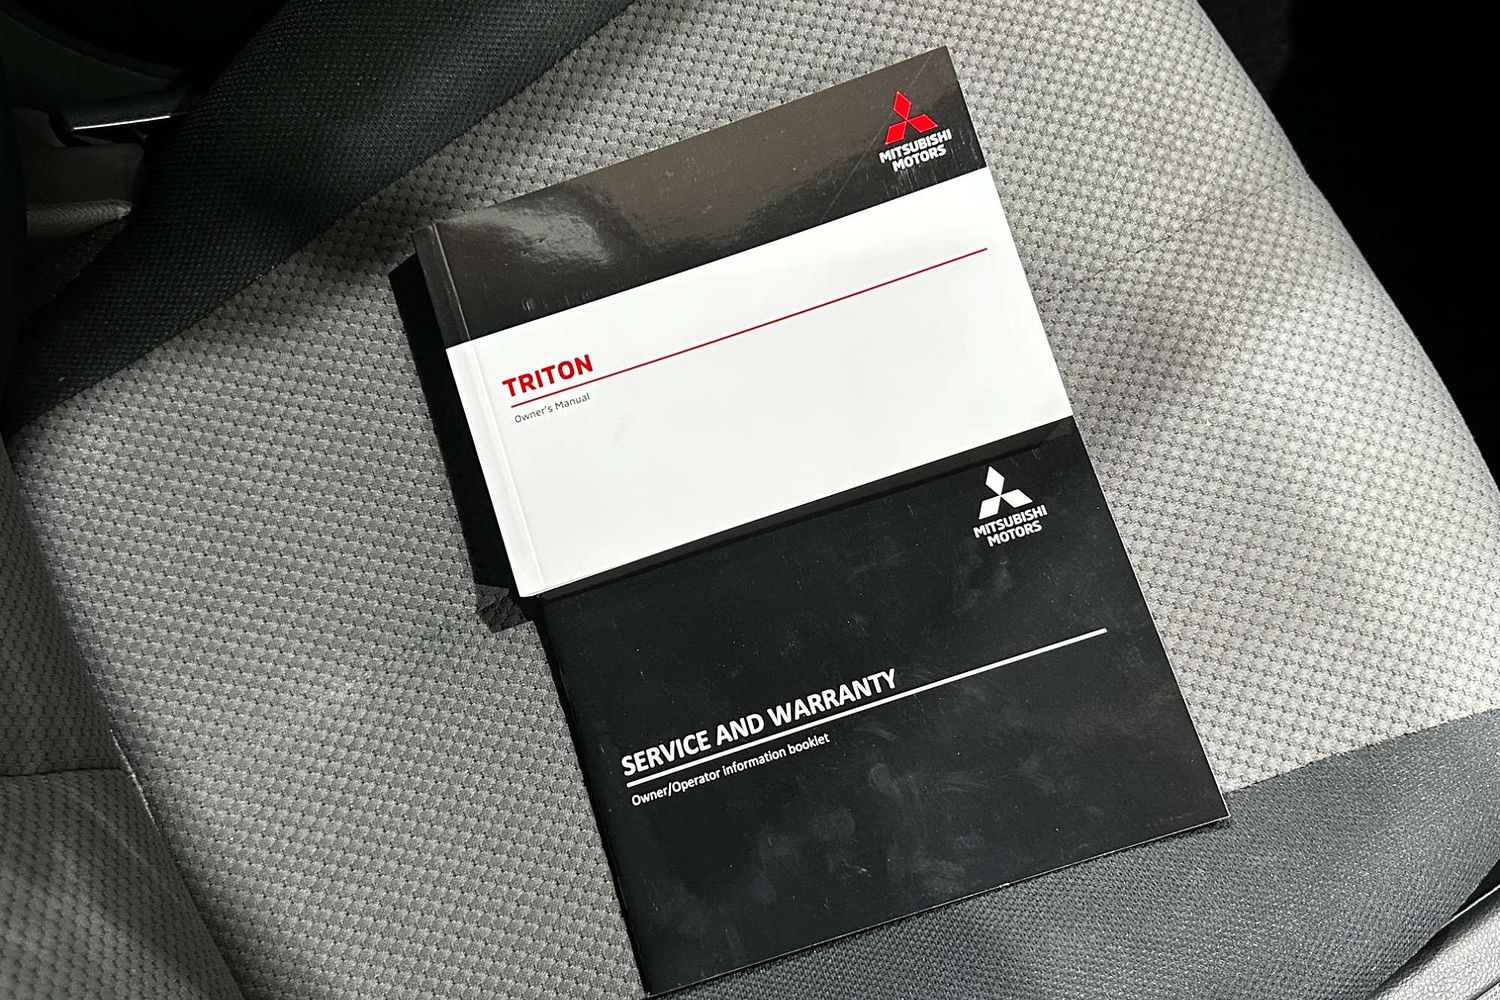 MITSUBISHI
MOTORS
TRITON
Owner's Manual
MITSUBISHI
MOTORS
SERVICE AND WARRANTY
Owner/Operator information booklet